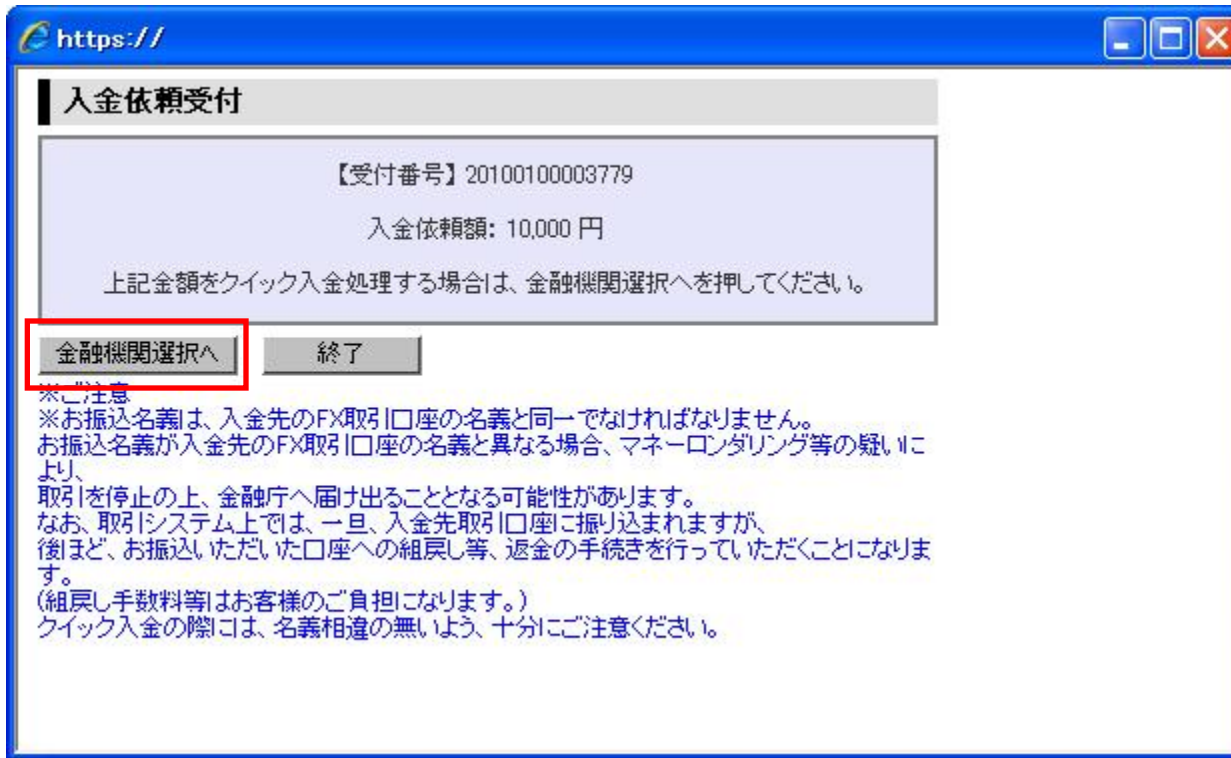 https://
入金依頼受付
【受付番号】20100100003779
入金依頼額: 10,000 円
上記金額をクイック入金処理する場合は、金融機関選択へを押してください。
金融機関選択へ 終了
※ご注意
※お振込名義は、入金先のFX取引口座の名義と同一でなければなりません。
お振込名義が入金先のFX取引口座の名義と異なる場合、マネーロンダリング等の疑いに
より、
取引を停止の上、金融庁へ届け出ることとなる可能性があります。
なお、取引システム上では、一旦、入金先取引口座に振り込まれますが、
後ほど、お振込いただいた口座への組戻し等、返金の手続きを行っていただくことになりま
す。
(組戻し手数料等はお客様のご負担になります。)
クイック入金の際には、名義相違の無いよう、十分にご注意ください。